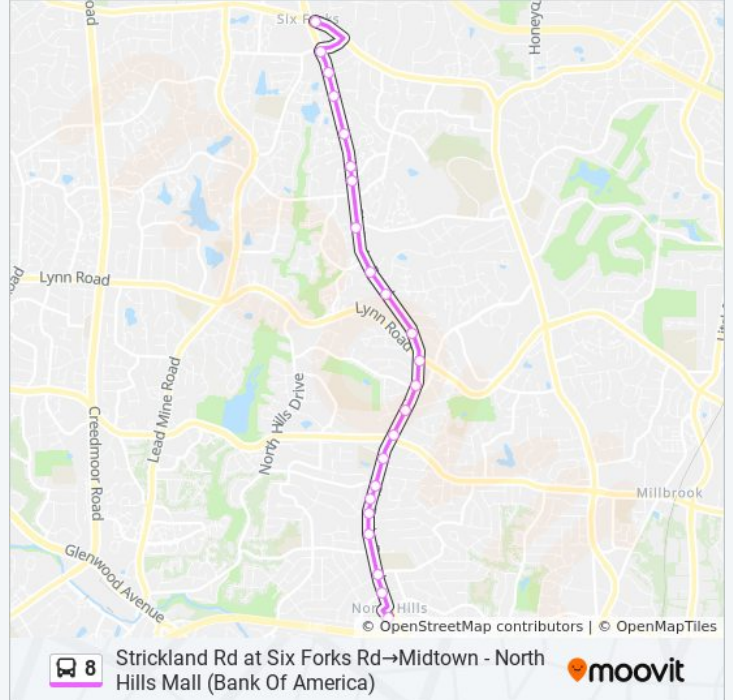 oad
Six Forks
Honeyc
Lynn Road
oad
Lynn Road
Lead Mine Road
North Hills Drive
Creedmoor Road
Millbrook
Glenwood Avenue
North Hills
© OpenStreetMap contributors | © OpenMapTiles
8
Strickland Rd at Six Forks Rd→Midtown - North
Hills Mall (Bank Of America)
moovit